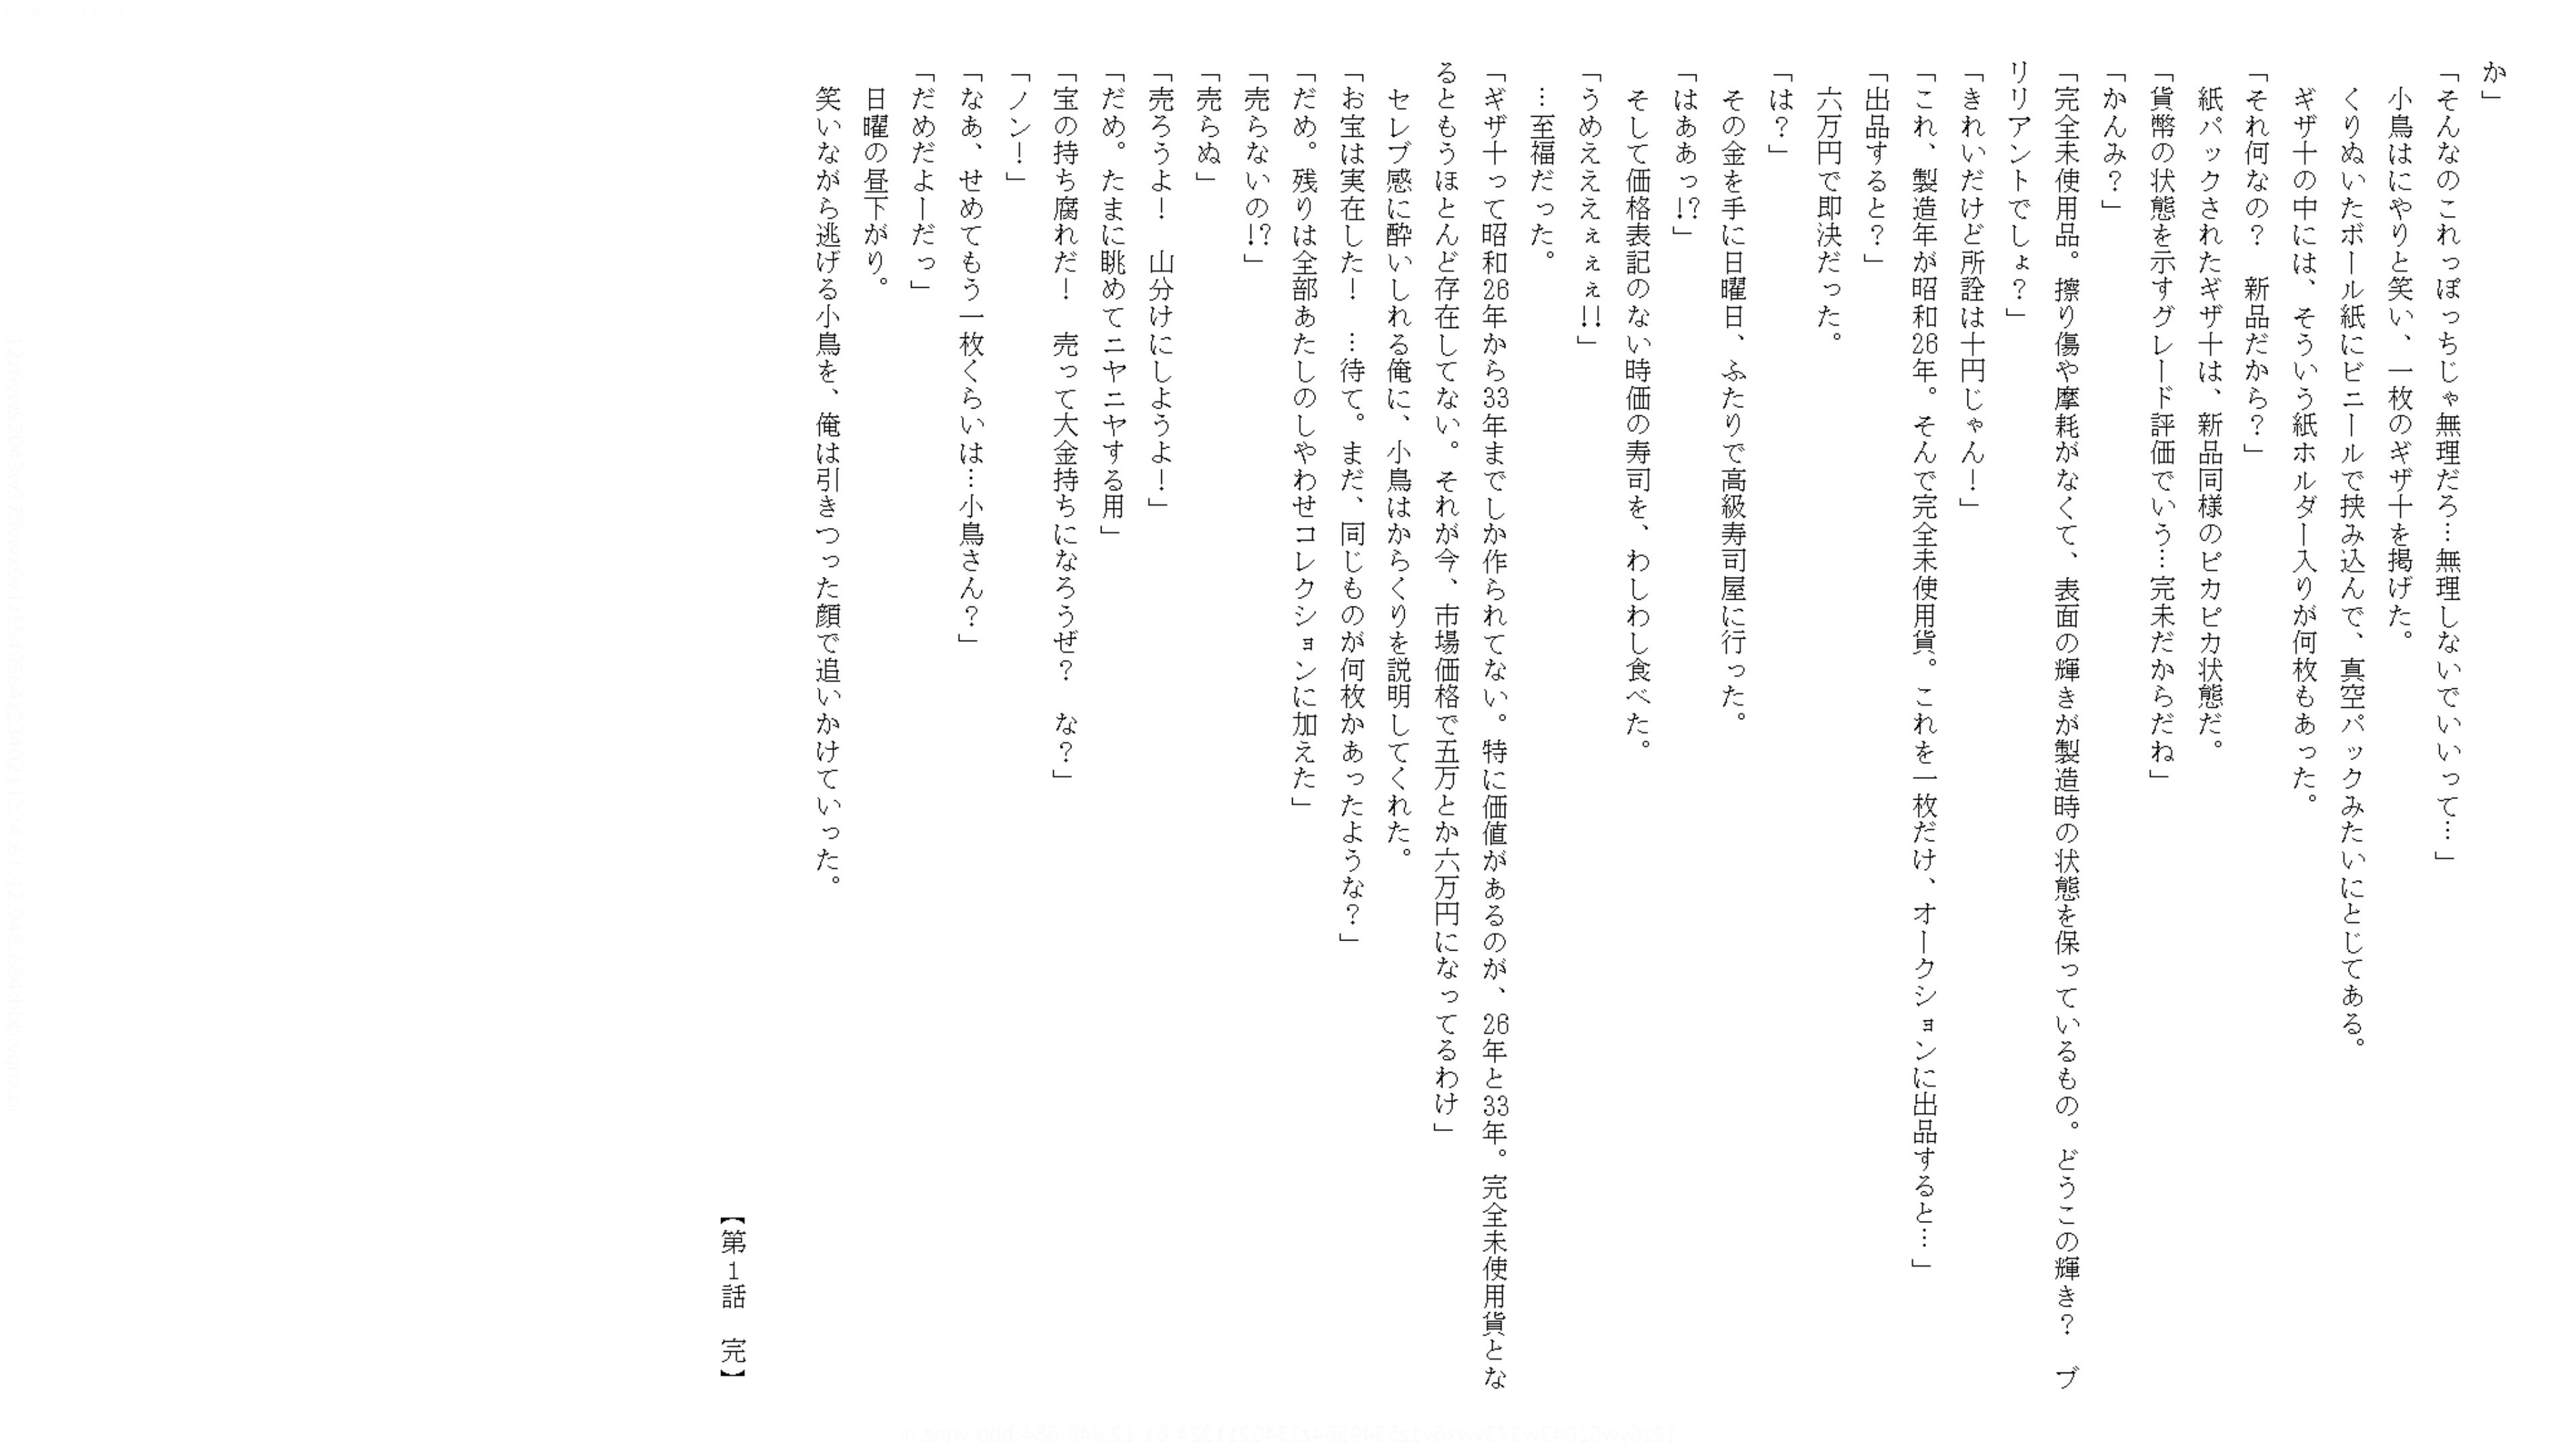 か」
「そんなのこれっぽっちじゃ無理だろ…無理しないでいいって…」
小鳥はにやりと笑い、一枚のギザ十を掲げた。
くりぬいたボール紙にビニールで挟み込んで、真空パックみたいにとじてある。
ギザ十の中には、そういう紙ホルダー入りが何枚もあった。
「それ何なの？　新品だから？」
紙パックされたギザ十は、新品同様のピカピカ状態だ。
「貨幣の状態を示すグレード評価でいう…完未だからだね」
「かんみ？」
「完全未使用品。擦り傷や摩耗がなくて、表面の輝きが製造時の状態を保っているもの。どうこの輝き？　ブ
リリアントでしょ？」
「きれいだけど所詮は十円じゃん！」
「これ、製造年が昭和26年。そんで完全未使用貨。これを一枚だけ、オークションに出品すると…」
「出品すると？」
六万円で即決だった。
「は？」
その金を手に日曜日、ふたりで高級寿司屋に行った。
「はああっ!?」
そして価格表記のない時価の寿司を、わしわし食べた。
「うめえええぇぇぇ!!」
…至福だった。
「ギザ十って昭和26年から33年までしか作られてない。特に価値があるのが、26年と33年。完全未使用貨とな
るともうほとんど存在してない。それが今、市場価格で五万とか六万円になってるわけ」
セレブ感に酔いしれる俺に、小鳥はからくりを説明してくれた。
「お宝は実在した！　…待て。まだ、同じものが何枚かあったような？」
「だめ。残りは全部あたしのしやわせコレクションに加えた」
「売らないの!?」
「売らぬ」
「売ろうよ！　山分けにしようよ！」
「だめ。たまに眺めてニヤニヤする用」
「宝の持ち腐れだ！　売って大金持ちになろうぜ？　な？」
「ノン！」
「なあ、せめてもう一枚くらいは…小鳥さん？」
「だめだよーだっ」
日曜の昼下がり。
笑いながら逃げる小鳥を、俺は引きつった顔で追いかけていった。
【第１話　完】